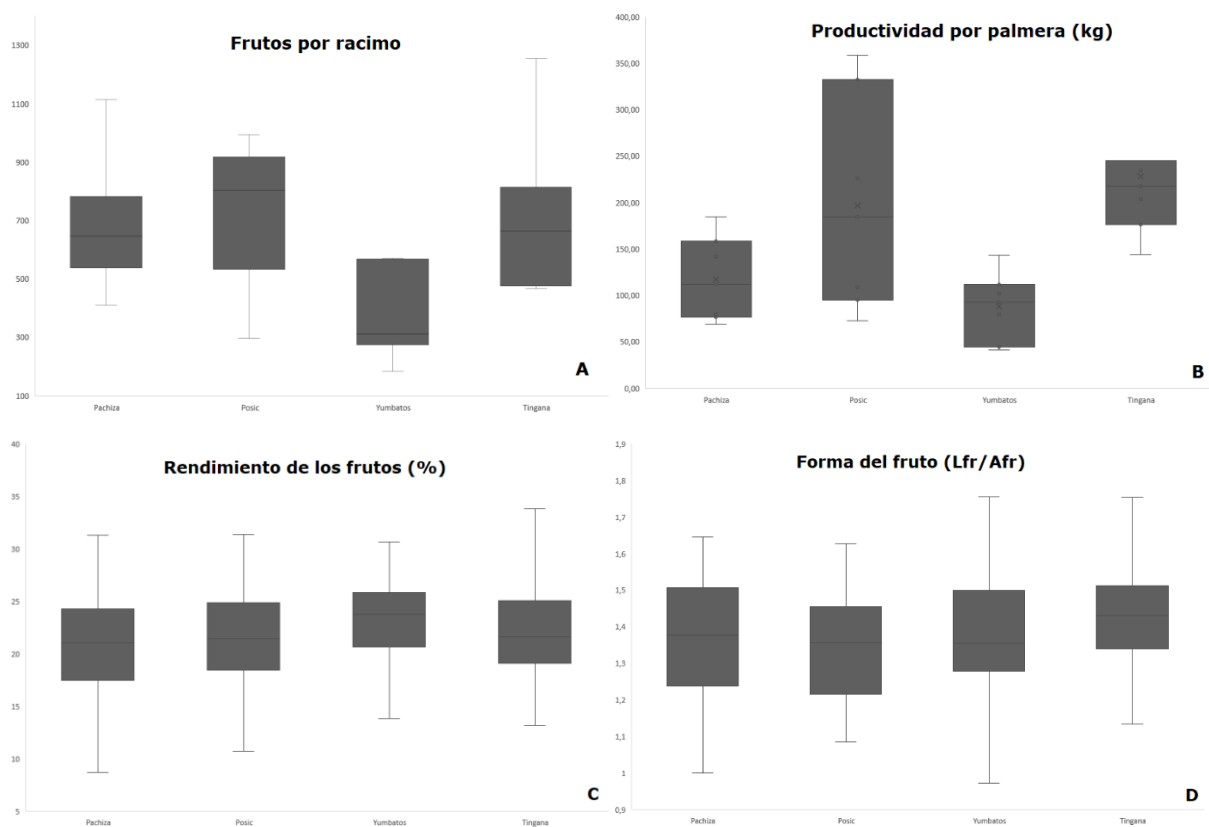 Frutos por racimo
1300
1100
900
700
500
300
100
Pachiza Posic Yumbatos Tingana
A
Productividad por palmera (kg)
400,00
350,00
300,00
250,00
200,00
150,00
100,00
50,00
0,00
Pachiza Posic Yumbatos Tingana
B
Rendimiento de los frutos (%)
40
35
30
25
20
15
10
5
Pachiza Posic Yumbatos Tingana
C
Forma del fruto (Lfr/Afr)
1,9
1,8
1,7
1,6
1,5
1,4
1,3
1,2
1,1
1
0,9
Pachiza Posic Yumbatos Tingana
D